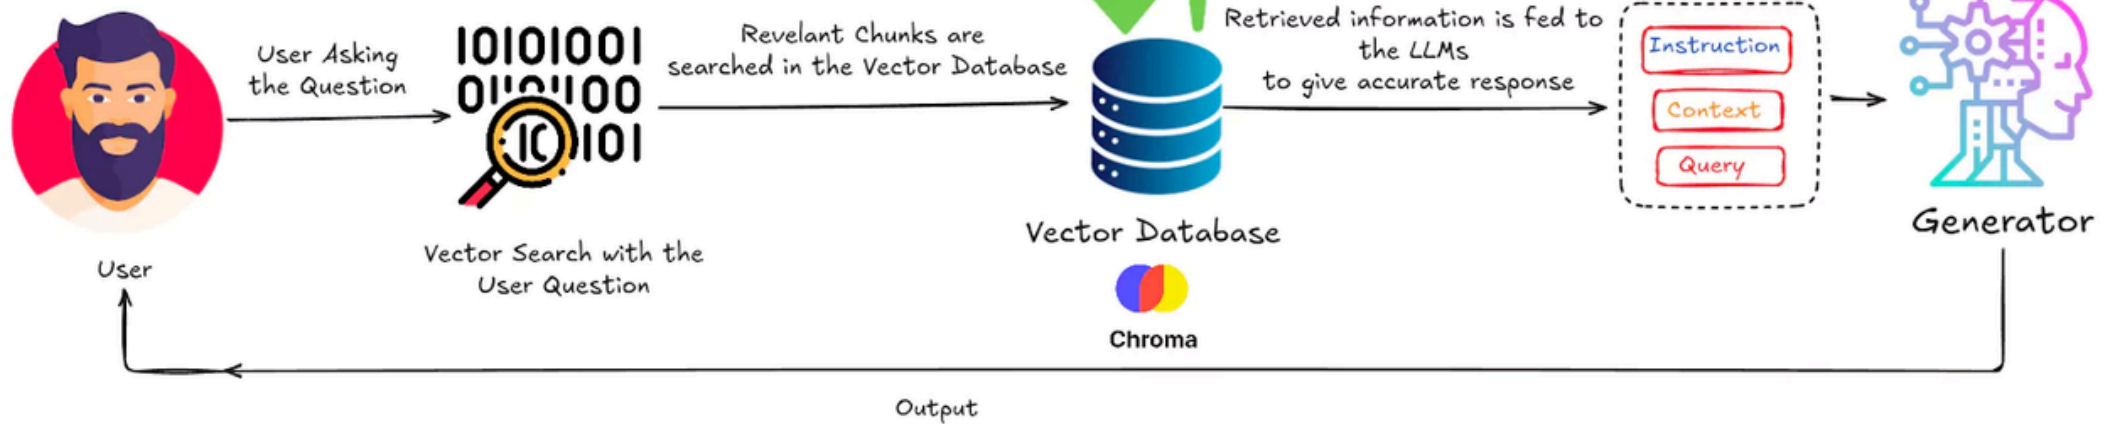 User Asking
the Question
10101001
Revelant Chunks are
searched in the Vector Database
Retrieved information is fed to
the LLMs
to give accurate response
Instruction
Context
Query
Generator
Vector Database
Vector Search with the
User Question
User
Chroma
Output